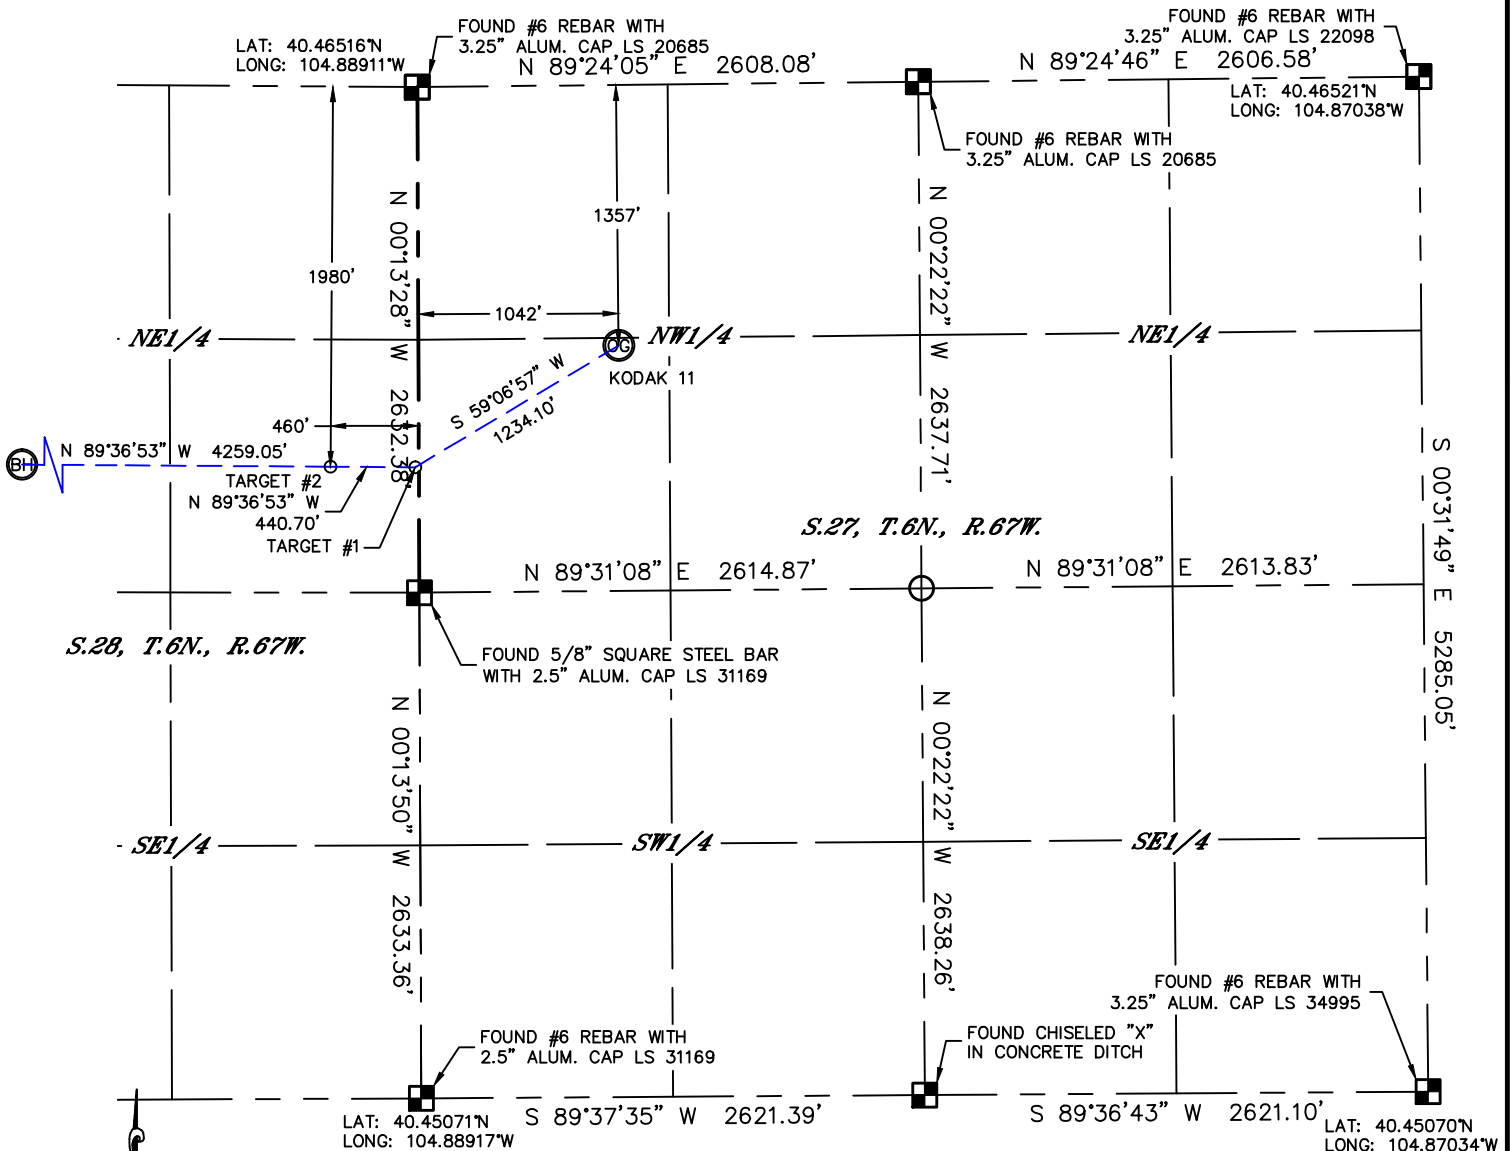 FOUND #6 REBAR WITH
3.25" ALUM. CAP LS 20685
LAT: 40.46516°N
LONG: 104.88911°W
N 89°24'05" E 2608.08'
FOUND #6 REBAR WITH
3.25" ALUM. CAP LS 22098
N 89°24'46" E 2606.58'
LAT: 40.46521°N
LONG: 104.87038°W
FOUND #6 REBAR WITH
3.25" ALUM. CAP LS 20685
N 00°13'28" W 2632.38'
N 00°22'22" W 2637.71'
1357'
1980'
1042'
NE1/4
NW1/4
NE1/4
OG
KODAK 11
S 59°06'57" W
1234.10'
460'
BH
N 89°36'53" W 4259.05'
TARGET #2
N 89°36'53" W
440.70'
TARGET #1
S 00°31'49" E 5285.05'
S.27, T.6N., R.67W.
N 89°31'08" E 2614.87'
N 89°31'08" E 2613.83'
S.28, T.6N., R.67W.
FOUND 5/8" SQUARE STEEL BAR
WITH 2.5" ALUM. CAP LS 31169
N 00°13'50" W 2633.36'
N 00°22'22" W 2638.26'
SE1/4
SW1/4
SE1/4
FOUND #6 REBAR WITH
3.25" ALUM. CAP LS 34995
FOUND #6 REBAR WITH
2.5" ALUM. CAP LS 31169
FOUND CHISELED "X"
IN CONCRETE DITCH
LAT: 40.45071°N
LONG: 104.88917°W
S 89°37'35" W 2621.39'
S 89°36'43" W 2621.10'
LAT: 40.45070°N
LONG: 104.87034°W